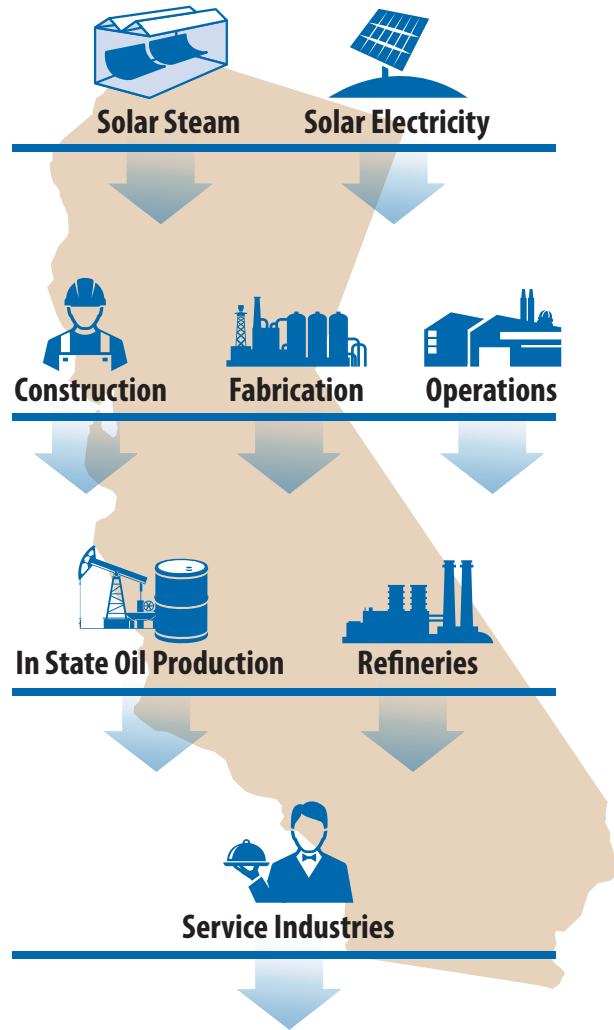 Solar Steam
Solar Electricity
Construction
Fabrication
Operations
In State Oil Production
Refineries
Service Industries